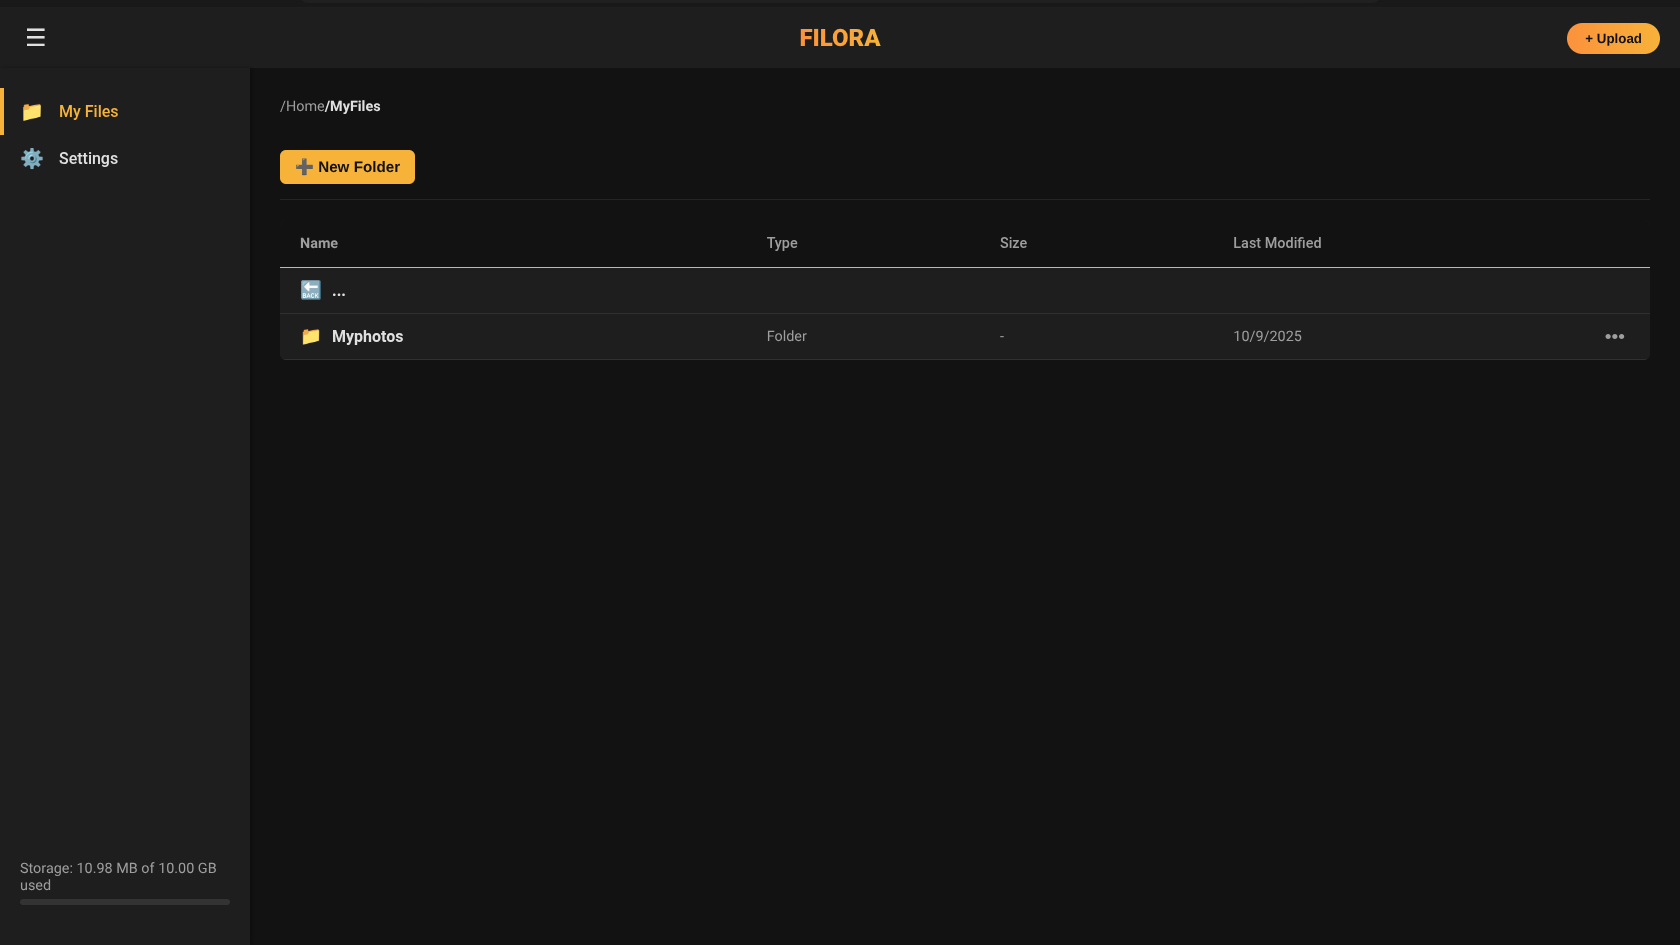 ☰
FILORA
+ Upload
My Files
Settings
/Home/MyFiles
➕ New Folder
Name Type Size Last Modified
🔙 ...
Myphotos Folder - 10/9/2025 •••
Storage: 10.98 MB of 10.00 GB
used